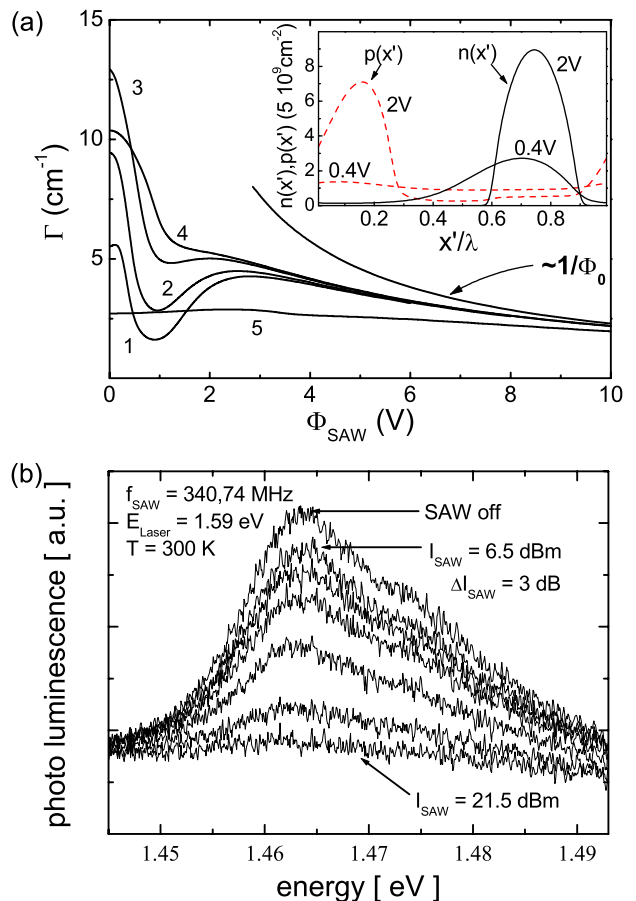 (a)
15
10
5
0
Γ (cm⁻¹)
3
4
2
1
5
~1/Φ₀
0 2 4 6 8 10
Φ_SAW (V)
n(x'),p(x') (5 10⁹cm⁻²)
8
6
4
2
0
p(x')
n(x')
2V
2V
0.4V
0.4V
0.2 0.4 0.6 0.8
x'/λ
(b)
photo luminescence [ a.u. ]
f_SAW = 340,74 MHz
E_Laser = 1.59 eV
T = 300 K
SAW off
I_SAW = 6.5 dBm
ΔI_SAW = 3 dB
I_SAW = 21.5 dBm
1.45 1.46 1.47 1.48 1.49
energy [ eV ]